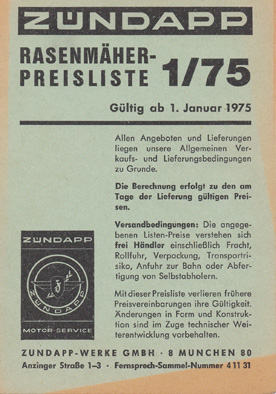 ZÜNDAPP
RASENMÄHER-
PREISLISTE 1/75
Gültig ab 1. Januar 1975
Allen Angeboten und Lieferungen
liegen unsere Allgemeinen Ver-
kaufs- und Lieferungsbedingungen
zu Grunde.
Die Berechnung erfolgt zu den am
Tage der Lieferung gültigen Prei-
sen.
Versandbedingungen: Die angege-
benen Listen-Preise verstehen sich
frei Händler einschließlich Fracht,
Rollfuhr, Verpackung, Transportri-
siko, Anfuhr zur Bahn oder Abfer-
tigung von Selbstabholern.
Mit dieser Preisliste verlieren frühere
Preisvereinbarungen ihre Gültigkeit.
Änderungen in Form und Konstruk-
tion sind im Zuge technischer Wei-
terentwicklung vorbehalten.
ZÜNDAPP
ZÜNDAPP
MOTOR-SERVICE
ZÜNDAPP-WERKE GMBH · 8 MÜNCHEN 80
Anzinger Straße 1-3 · Fernsprech-Sammel-Nummer 4 11 31